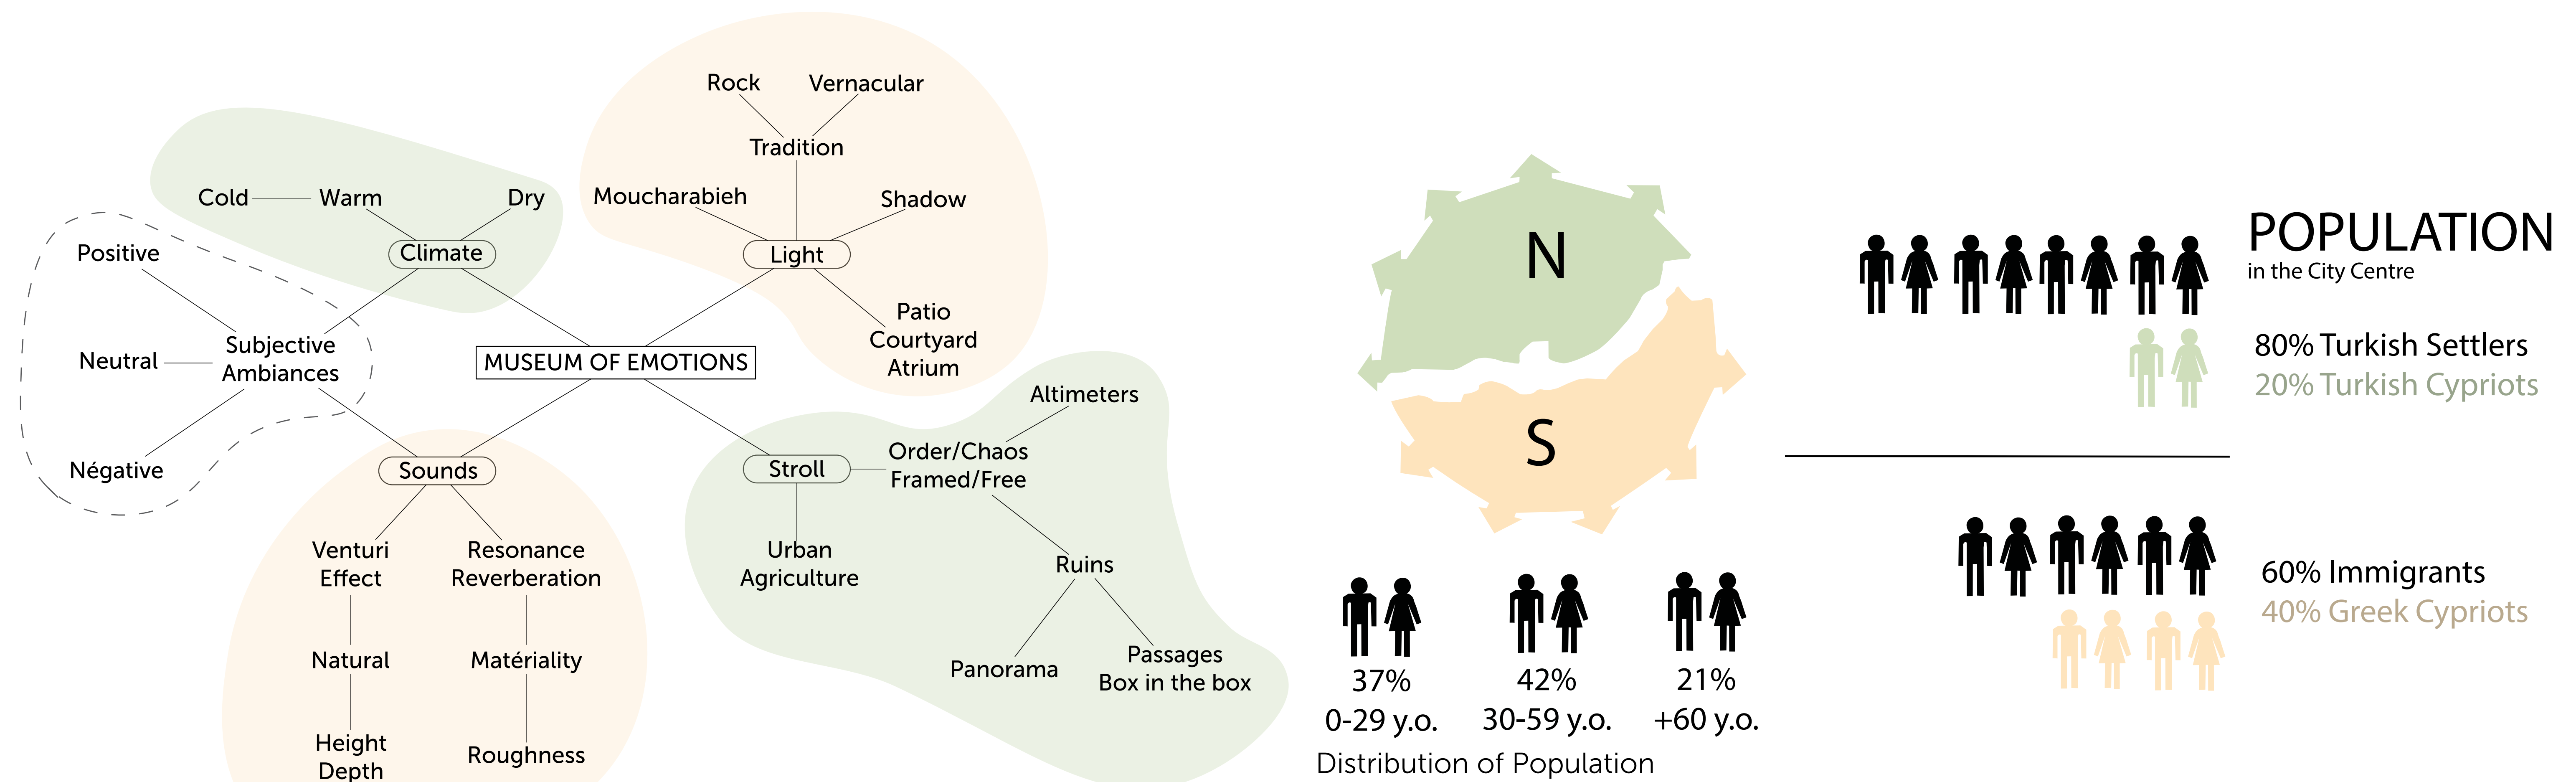 Rock
Vernacular
Tradition
Moucharabieh
Shadow
Light
Patio
Courtyard
Atrium
Cold
Warm
Dry
Climate
Positive
Neutral
Négative
Subjective
Ambiances
MUSEUM OF EMOTIONS
Sounds
Venturi
Effect
Natural
Height
Depth
Resonance
Reverberation
Matériality
Roughness
Stroll
Urban
Agriculture
Order/Chaos
Framed/Free
Altimeters
Ruins
Panorama
Passages
Box in the box
N
S
37%
0-29 y.o.
42%
30-59 y.o.
21%
+60 y.o.
Distribution of Population
POPULATION
in the City Centre
80% Turkish Settlers
20% Turkish Cypriots
60% Immigrants
40% Greek Cypriots